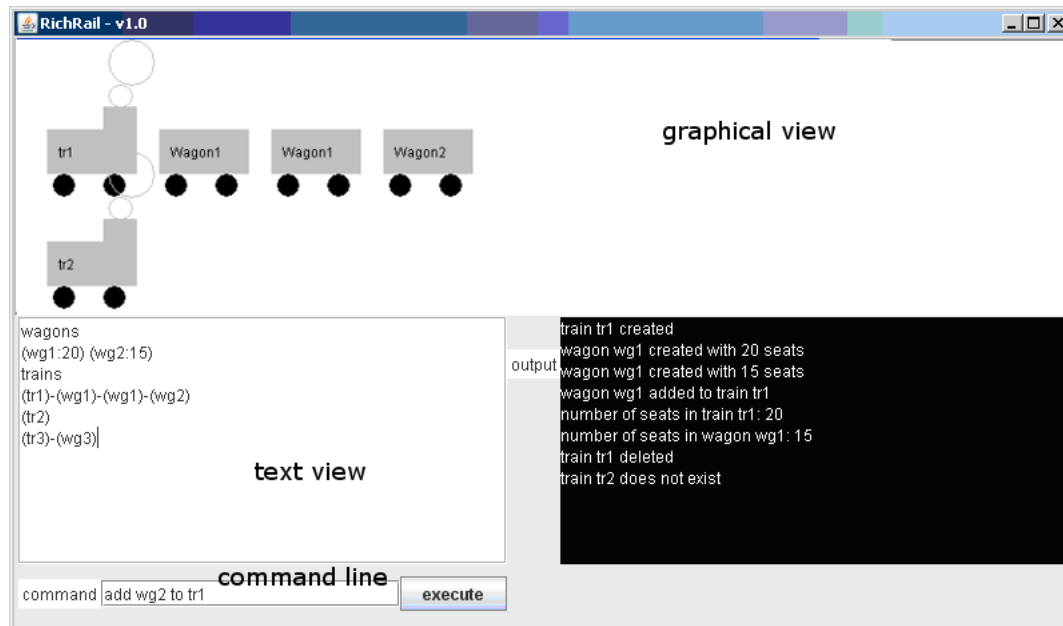 RichRail - v1.0
graphical view
tr1 Wagon1 Wagon1 Wagon2
tr2
wagons
(wg1:20) (wg2:15)
trains
(tr1)-(wg1)-(wg1)-(wg2)
(tr2)
(tr3)-(wg3)
text view
output
train tr1 created
wagon wg1 created with 20 seats
wagon wg1 created with 15 seats
wagon wg1 added to train tr1
number of seats in train tr1: 20
number of seats in wagon wg1: 15
train tr1 deleted
train tr2 does not exist
command line
command add wg2 to tr1 execute